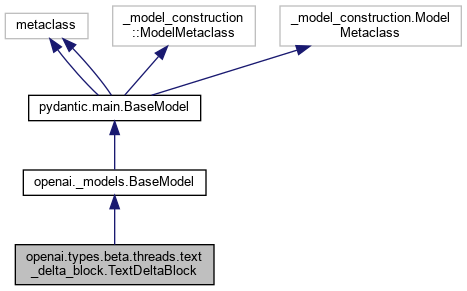 metaclass
_model_construction
::ModelMetaclass
_model_construction.Model
Metaclass
pydantic.main.BaseModel
openai._models.BaseModel
openai.types.beta.threads.text
_delta_block.TextDeltaBlock